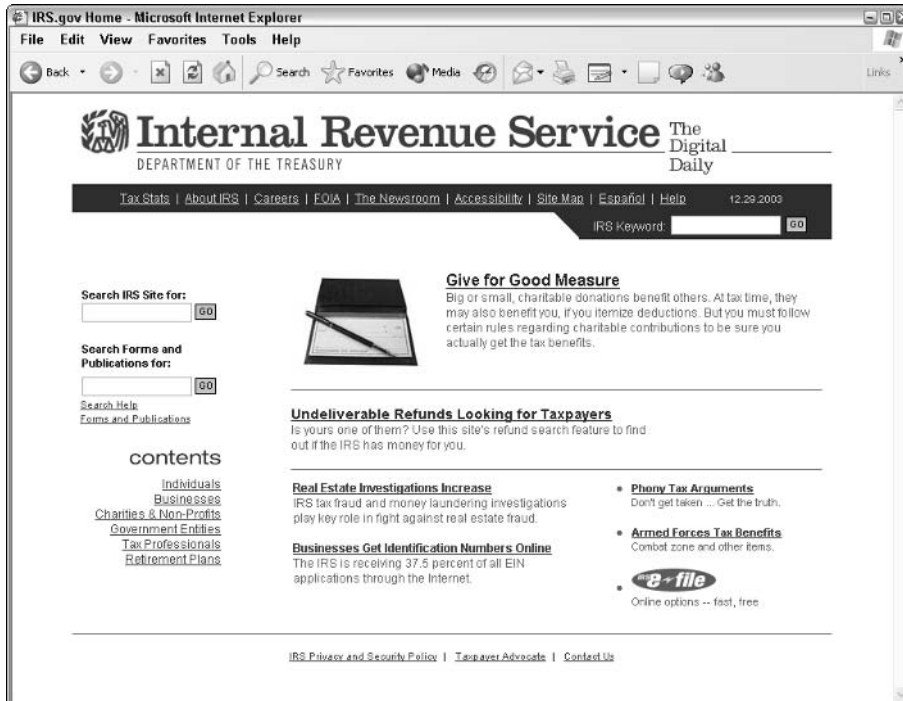 IRS.gov Home - Microsoft Internet Explorer
File Edit View Favorites Tools Help
Back Search Favorites Media Links
Internal Revenue Service The
Digital
Daily
DEPARTMENT OF THE TREASURY
Tax Stats | About IRS | Careers | FOIA | The Newsroom | Accessibility | Site Map | Español | Help 12.29.2003
IRS Keyword: GO
Search IRS Site for:
GO
Search Forms and
Publications for:
GO
Search Help
Forms and Publications
contents
Individuals
Businesses
Charities & Non-Profits
Government Entities
Tax Professionals
Retirement Plans
Give for Good Measure
Big or small, charitable donations benefit others. At tax time, they
may also benefit you, if you itemize deductions. But you must follow
certain rules regarding charitable contributions to be sure you
actually get the tax benefits.
Undeliverable Refunds Looking for Taxpayers
Is yours one of them? Use this site's refund search feature to find
out if the IRS has money for you.
Real Estate Investigations Increase
IRS tax fraud and money laundering investigations
play key role in fight against real estate fraud.
Businesses Get Identification Numbers Online
The IRS is receiving 37.5 percent of all EIN
applications through the Internet.
Phony Tax Arguments
Don't get taken ... Get the truth.
Armed Forces Tax Benefits
Combat zone and other items.
IRS e-file
Online options -- fast, free
IRS Privacy and Security Policy | Taxpayer Advocate | Contact Us